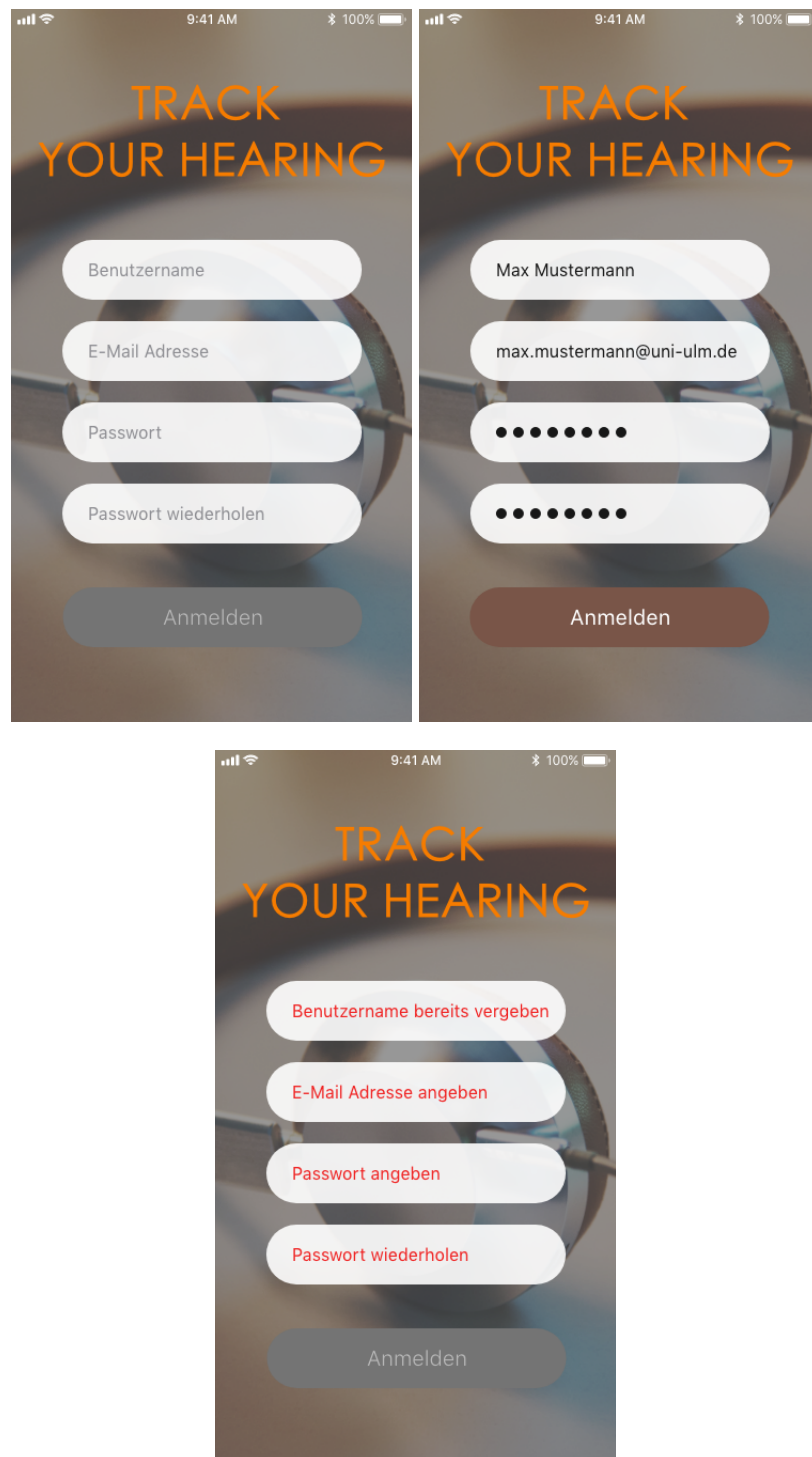 9:41 AM
100%
TRACK
YOUR HEARING
Benutzername
E-Mail Adresse
Passwort
Passwort wiederholen
Anmelden
9:41 AM
100%
TRACK
YOUR HEARING
Max Mustermann
max.mustermann@uni-ulm.de
Anmelden
9:41 AM
100%
TRACK
YOUR HEARING
Benutzername bereits vergeben
E-Mail Adresse angeben
Passwort angeben
Passwort wiederholen
Anmelden